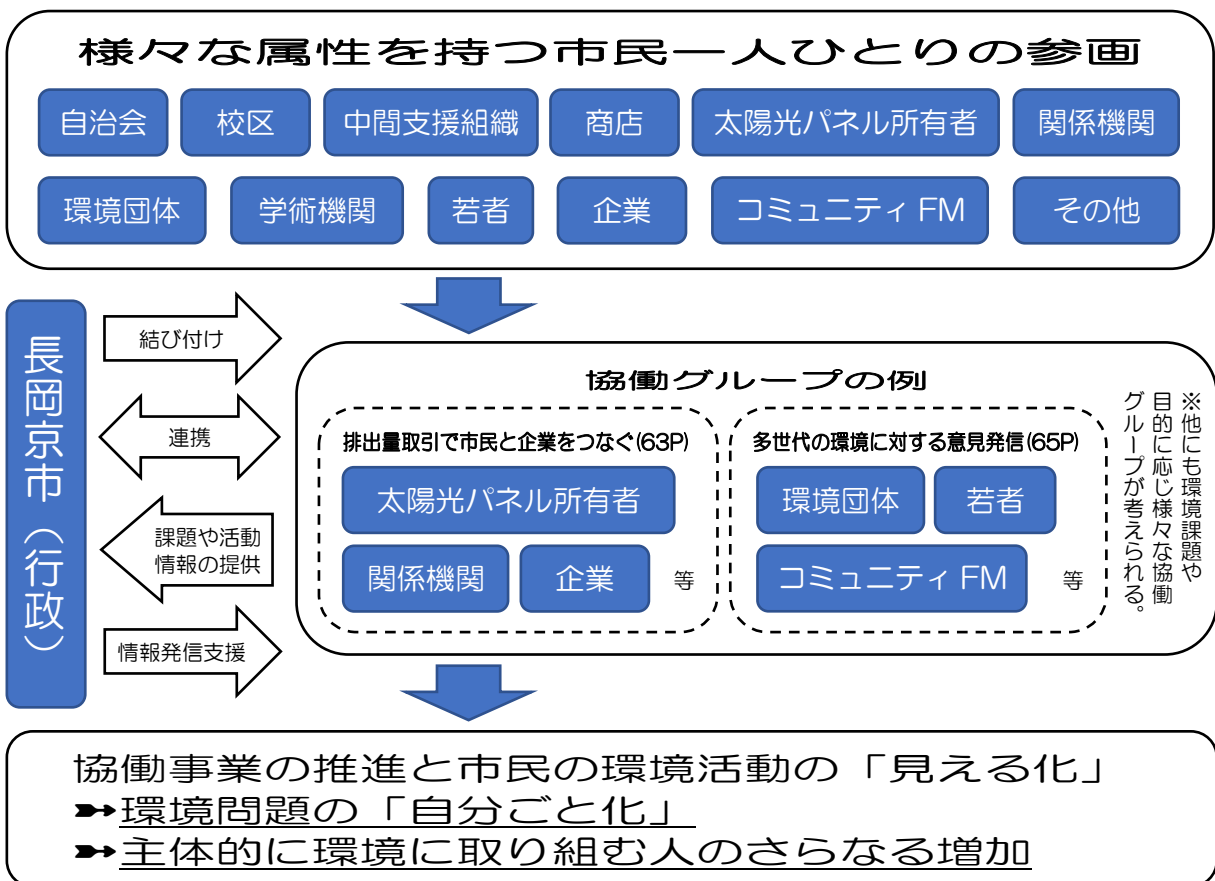 様々な属性を持つ市民一人ひとりの参画
自治会
校区
中間支援組織
商店
太陽光パネル所有者
関係機関
環境団体
学術機関
若者
企業
コミュニティ FM
その他
長岡京市（行政）
結び付け
連携
課題や活動
情報の提供
情報発信支援
協働グループの例
排出量取引で市民と企業をつなぐ(63P)
太陽光パネル所有者
関係機関
企業
等
多世代の環境に対する意見発信(65P)
環境団体
若者
コミュニティ FM
等
※他にも環境課題や
目的に応じ様々な協働
グループが考えられる。
協働事業の推進と市民の環境活動の「見える化」
➽環境問題の「自分ごと化」
➽主体的に環境に取り組む人のさらなる増加